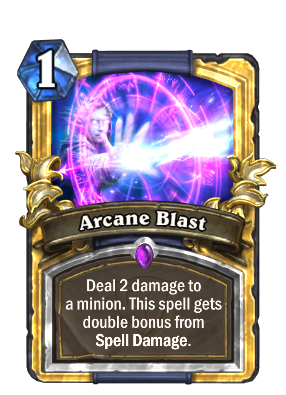 1
Arcane Blast
Deal 2 damage to
a minion. This spell gets
double bonus from
Spell Damage.